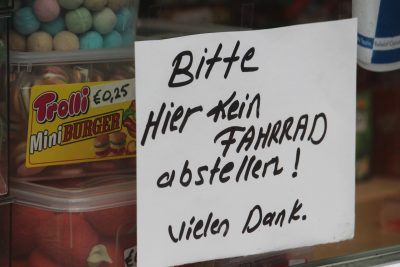 Trolli
€0,25
Mini BURGER
Bitte
Hier Kein
FAHRRAD
abstellen!
Vielen Dank.